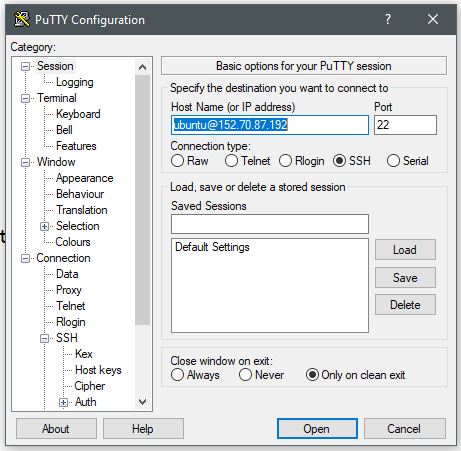 PuTTY Configuration
Category:
Session
Logging
Terminal
Keyboard
Bell
Features
Window
Appearance
Behaviour
Translation
Selection
Colours
Connection
Data
Proxy
Telnet
Rlogin
SSH
Kex
Host keys
Cipher
Auth
Basic options for your PuTTY session
Specify the destination you want to connect to
Host Name (or IP address) Port
ubuntu@152.70.87.192 22
Connection type:
Raw Telnet Rlogin SSH Serial
Load, save or delete a stored session
Saved Sessions
Default Settings
Load
Save
Delete
Close window on exit:
Always Never Only on clean exit
About Help Open Cancel